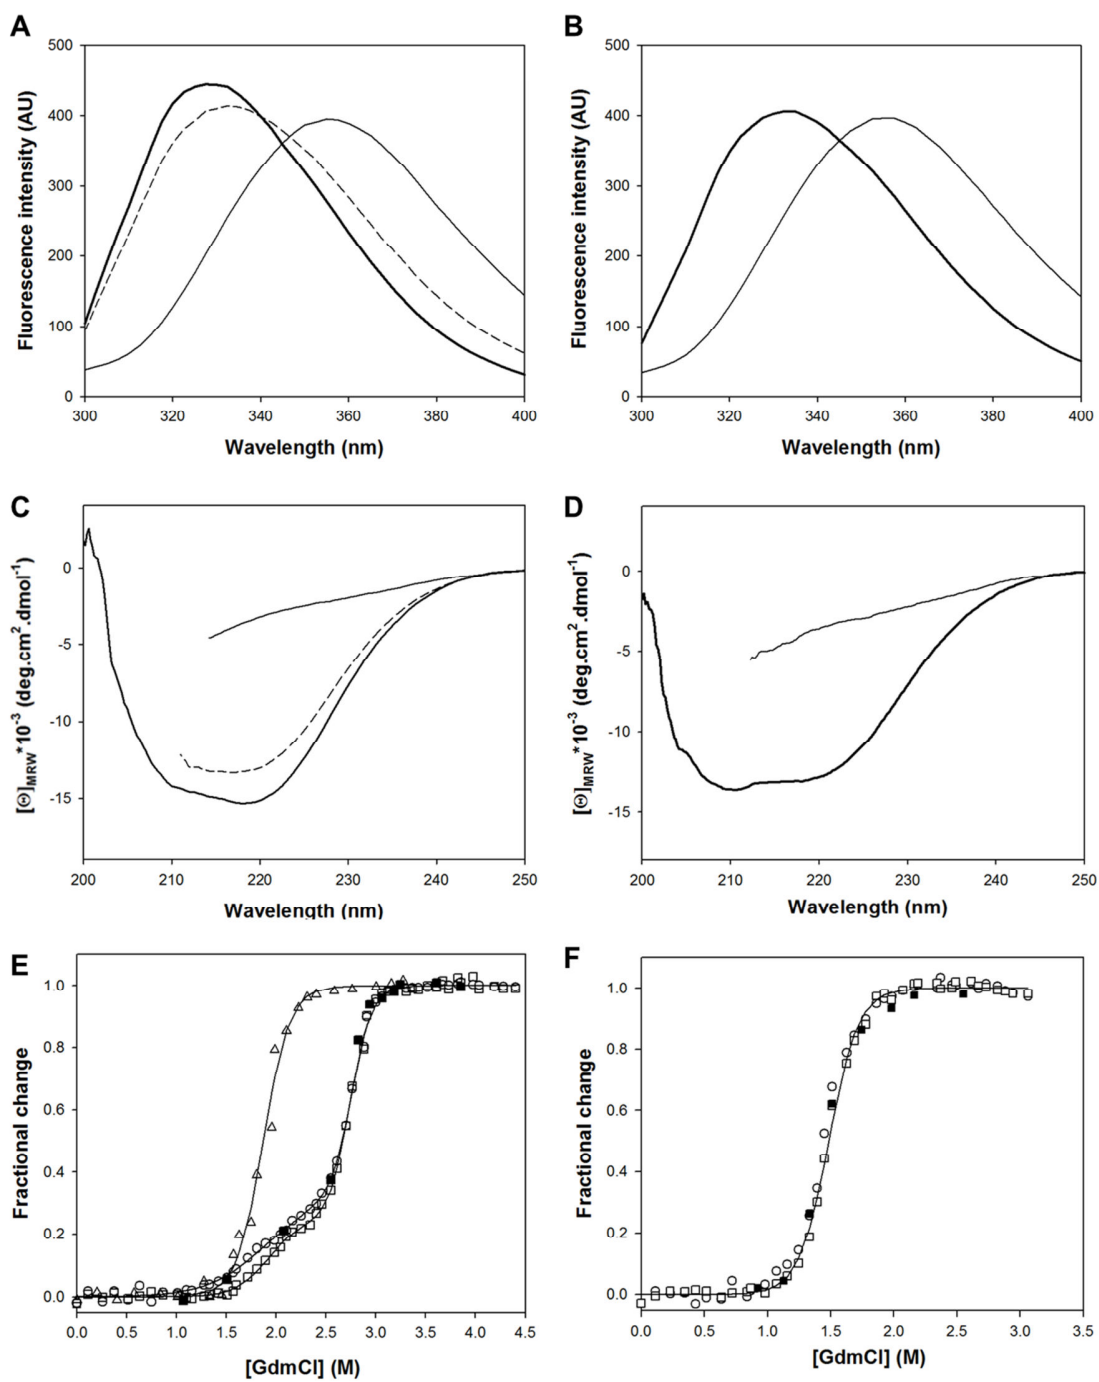 A
B
500
400
300
200
100
0
Fluorescence intensity (AU)
300 320 340 360 380 400
Wavelength (nm)
500
400
300
200
100
0
Fluorescence intensity (AU)
300 320 340 360 380 400
Wavelength (nm)
C
D
0
-5
-10
-15
[Θ]MRW*10-3 (deg.cm2.dmol-1)
200 210 220 230 240 250
Wavelength (nm)
0
-5
-10
-15
[Θ]MRW*10-3 (deg.cm2.dmol-1)
200 210 220 230 240 250
Wavelength (nm)
E
F
1.0
0.8
0.6
0.4
0.2
0.0
Fractional change
0.0 0.5 1.0 1.5 2.0 2.5 3.0 3.5 4.0 4.5
[GdmCl] (M)
1.0
0.8
0.6
0.4
0.2
0.0
Fractional change
0.0 0.5 1.0 1.5 2.0 2.5 3.0 3.5
[GdmCl] (M)